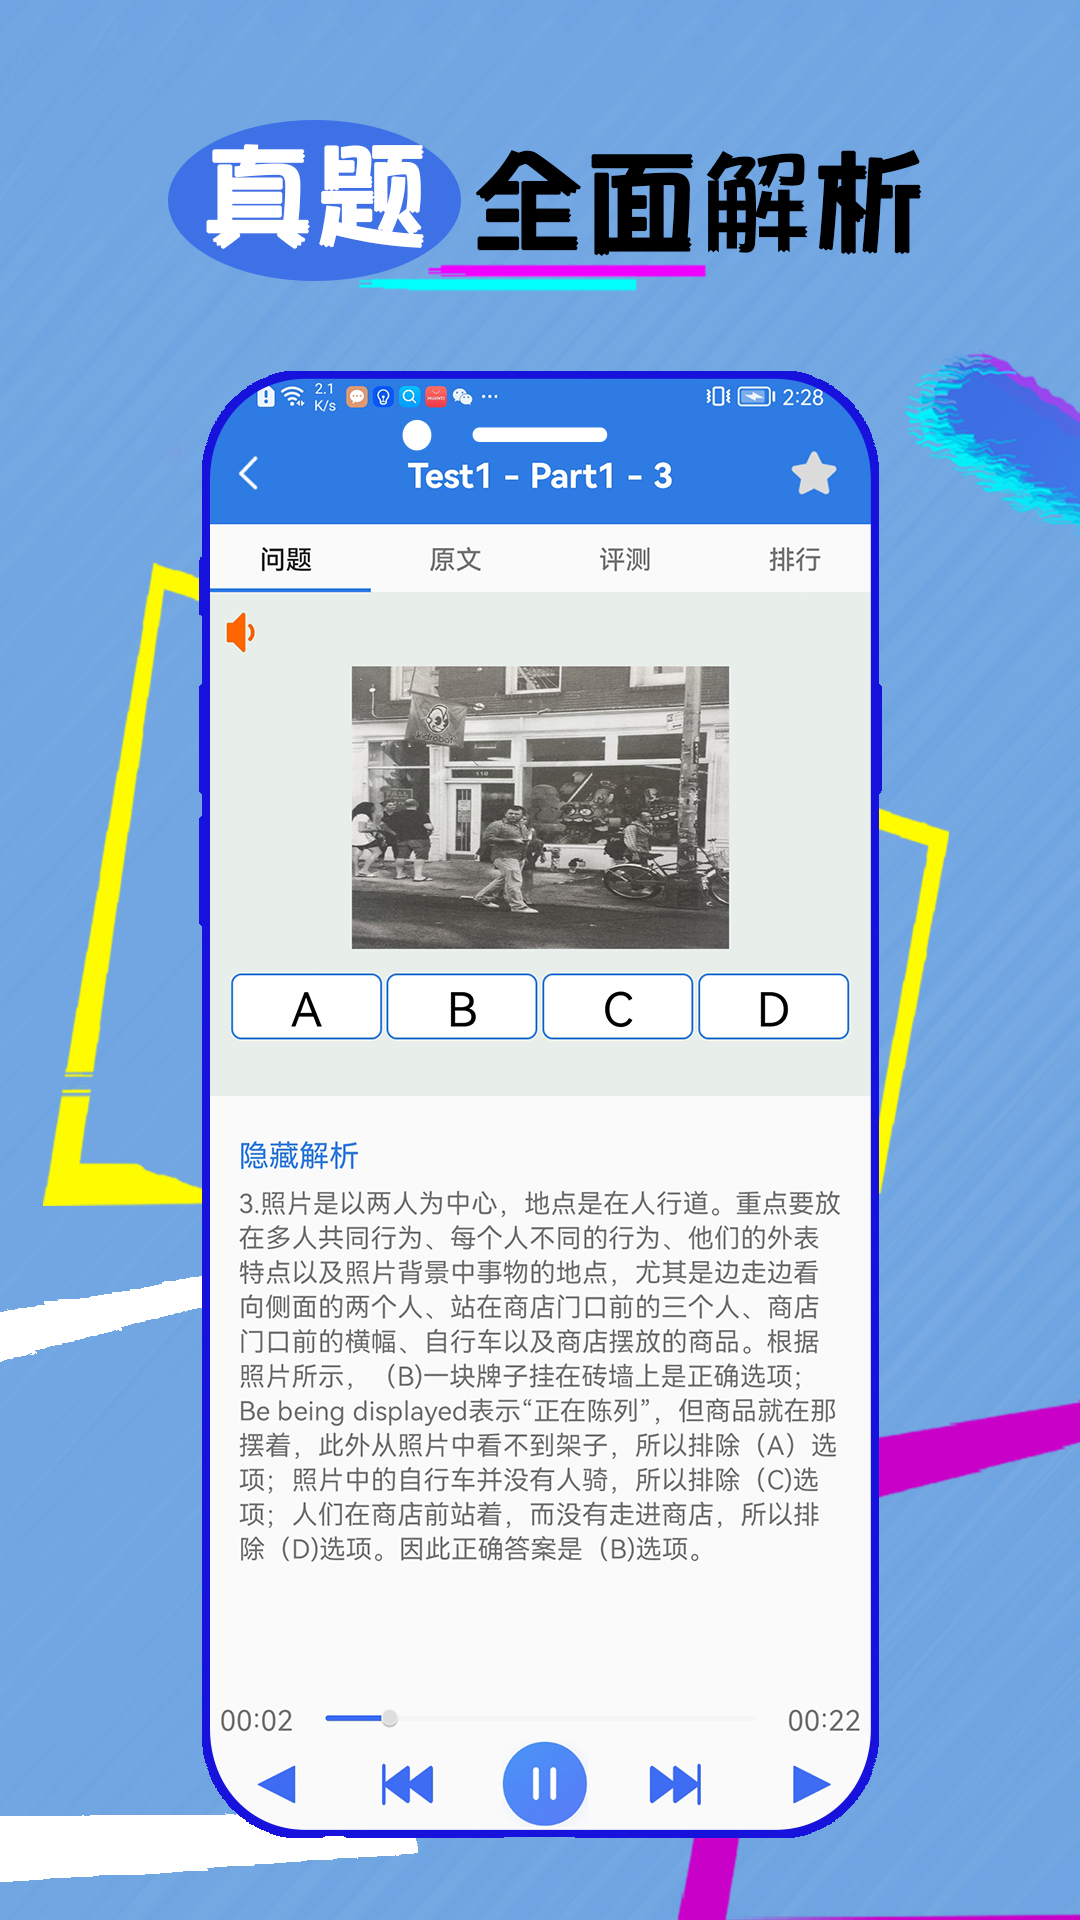 真题 全面解析
2.1 K/s
2:28
Test1 - Part1 - 3
问题 原文 评测 排行
kidrobot
110
A B C D
隐藏解析
3.照片是以两人为中心，地点是在人行道。重点要放
在多人共同行为、每个人不同的行为、他们的外表
特点以及照片背景中事物的地点，尤其是边走边看
向侧面的两个人、站在商店门口前的三个人、商店
门口前的横幅、自行车以及商店摆放的商品。根据
照片所示，（B)一块牌子挂在砖墙上是正确选项；
Be being displayed表示“正在陈列”，但商品就在那
摆着，此外从照片中看不到架子，所以排除（A）选
项；照片中的自行车并没有人骑，所以排除（C)选
项；人们在商店前站着，而没有走进商店，所以排
除（D)选项。因此正确答案是（B)选项。
00:02 00:22